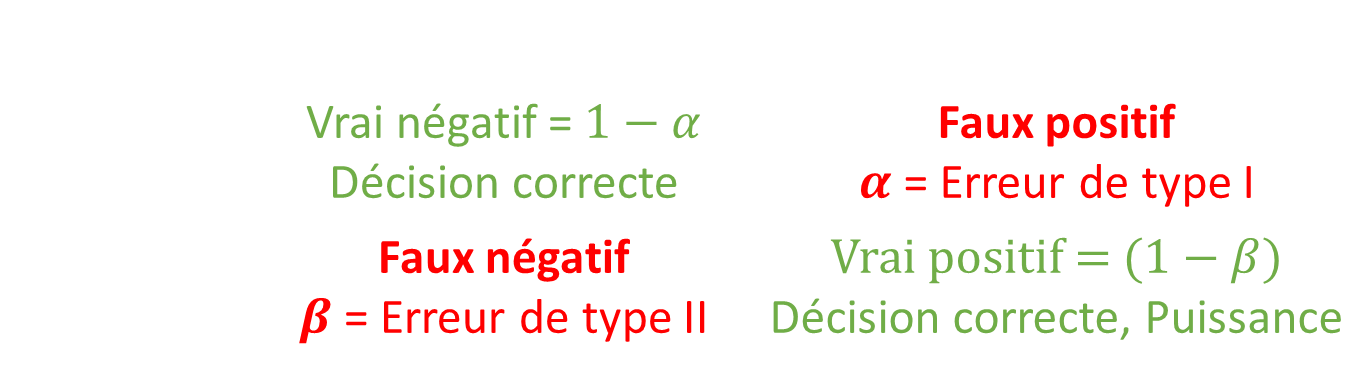 Vrai négatif = 1 − α
Faux positif
Décision correcte
α = Erreur de type I
Faux négatif
Vrai positif = (1 − β)
β = Erreur de type II
Décision correcte, Puissance